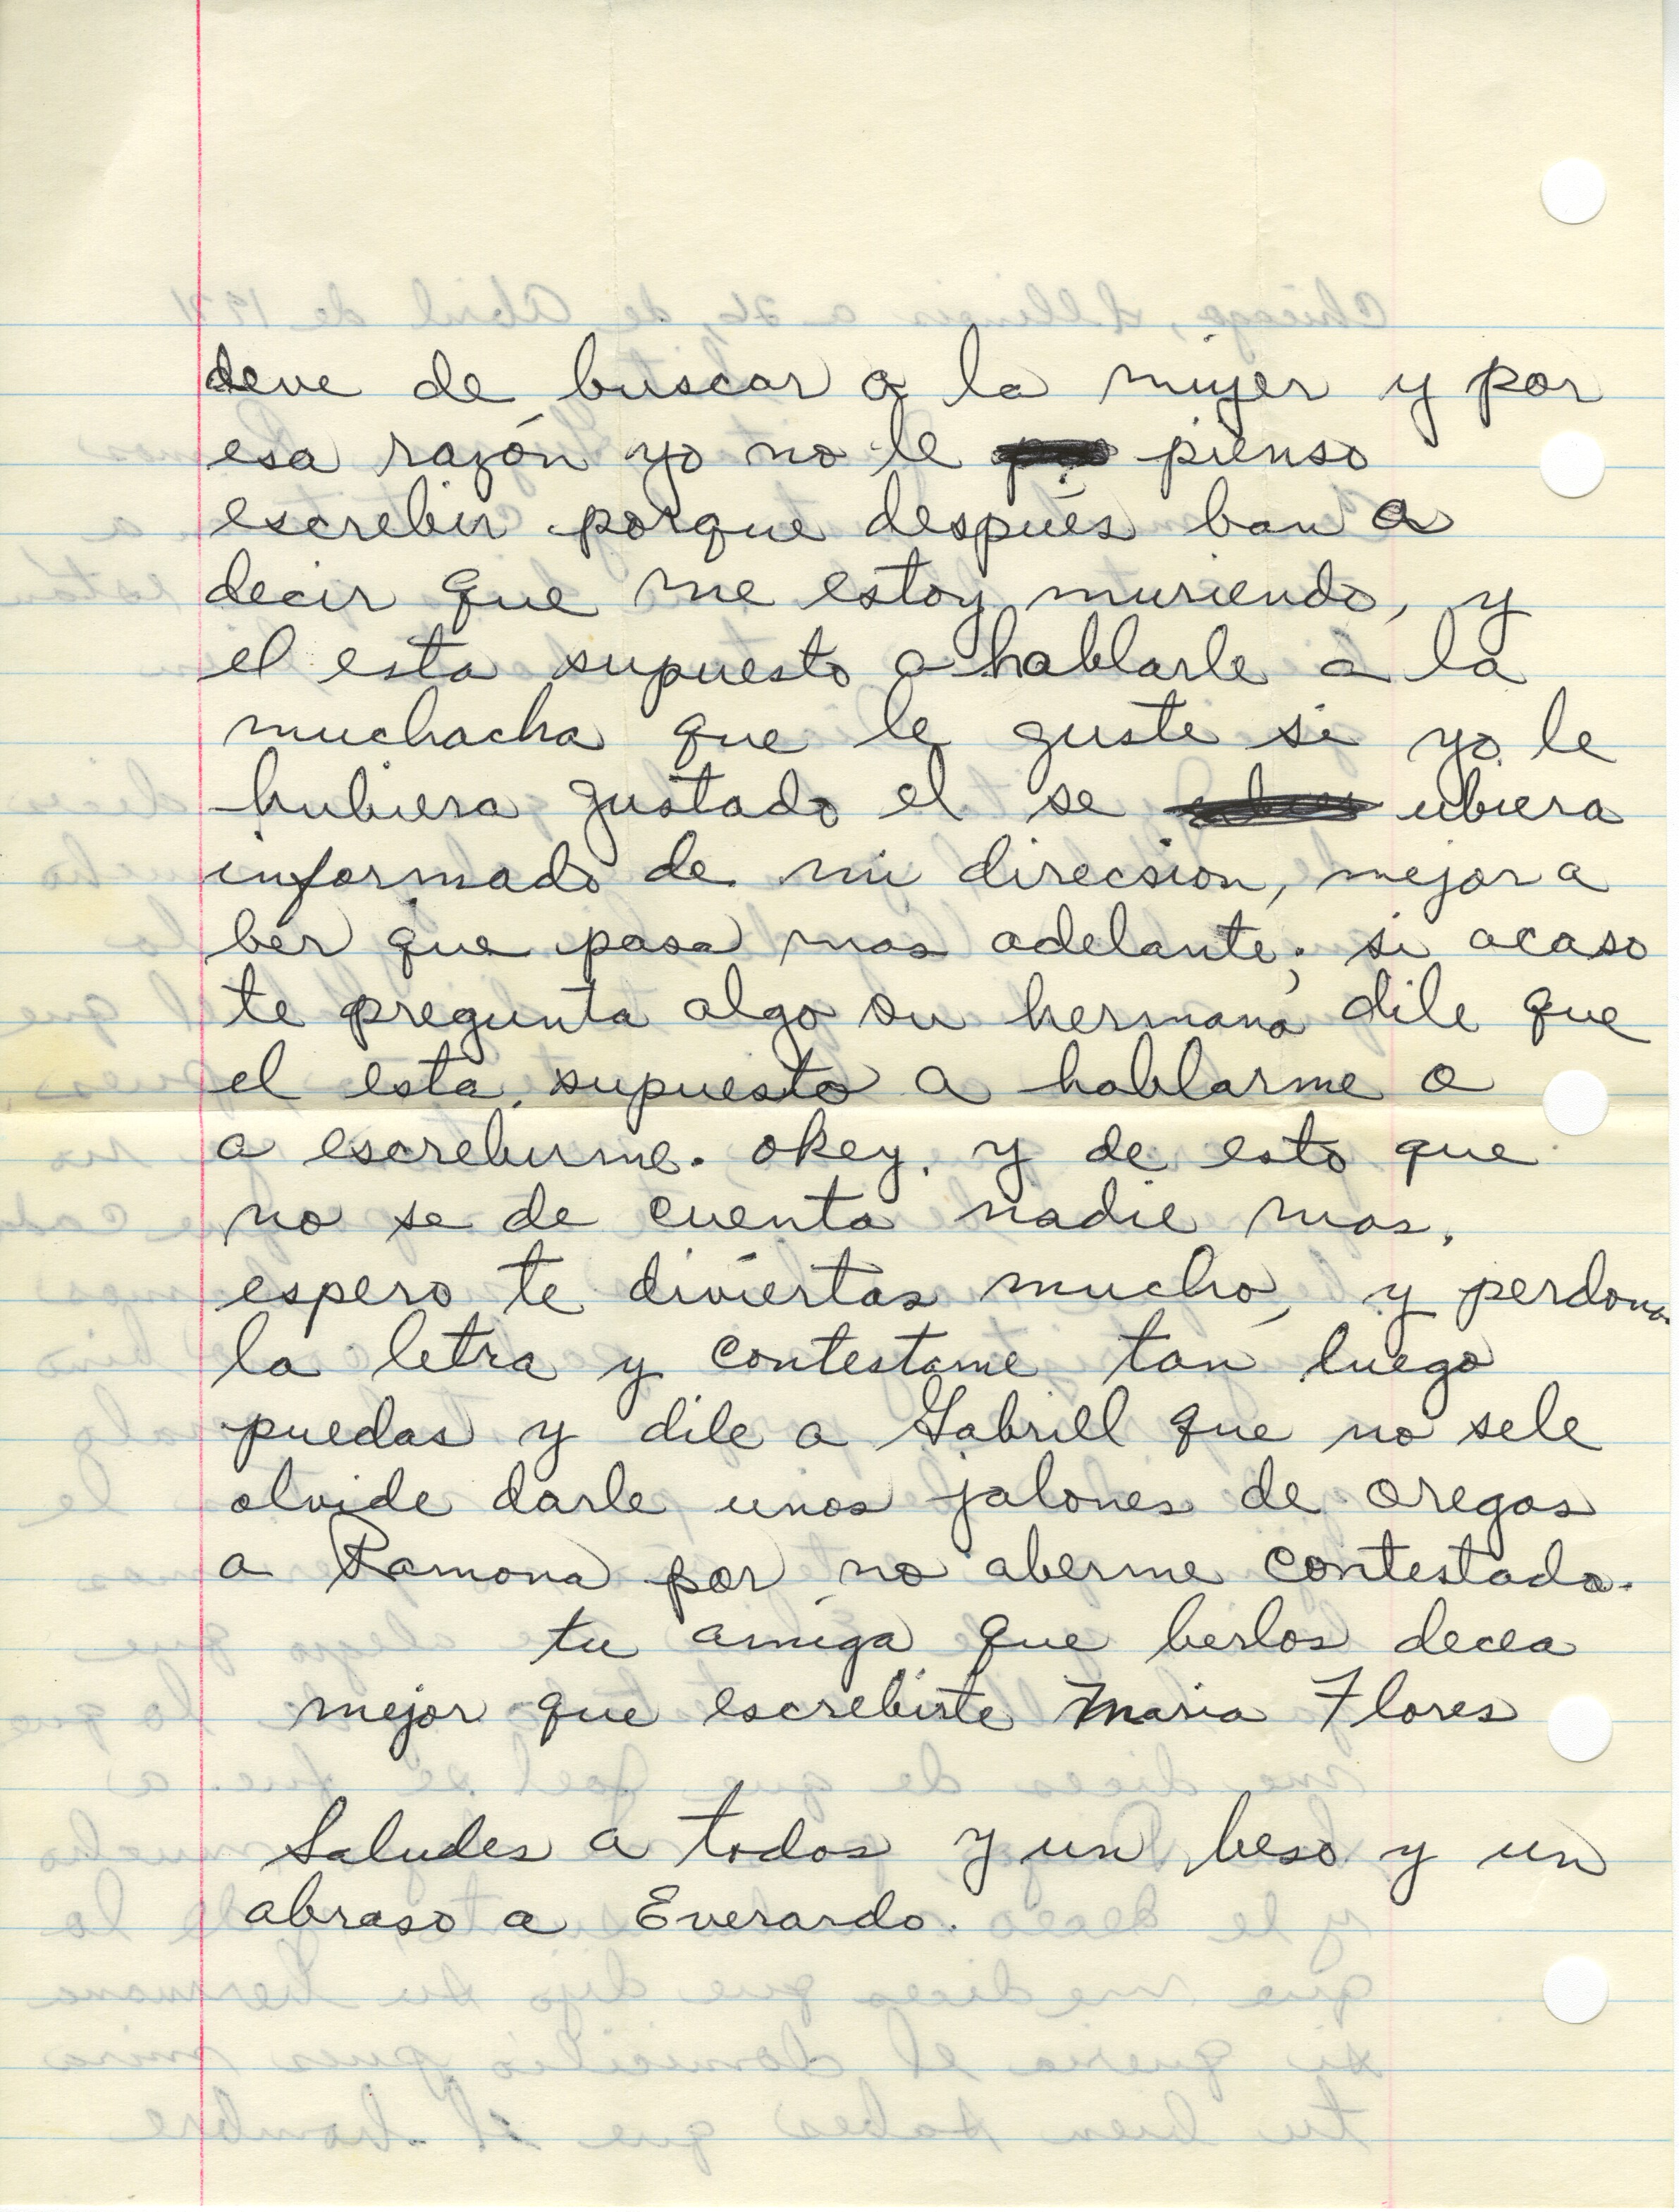 deve de buscar a la mujer y por
esa razón yo no le pienso
escrebir porque después ban a
decir que me estoy muriendo, y
el esta supuesto a hablarle a la
muchacha que le guste si yo le
hubiera gustado el se ubiera
informado de mi direcsion, mejor a
ber que pasa mas adelante; si acaso
te pregunta algo su hermana dile que
el esta supuesto a hablarme o
a escrebirme. okey. y de esto que
no se de cuenta nadie mas.
espero te diviertas mucho, y perdona
la letra y contestame tan luego
puedas y dile a Gabriel que no sele
olvide darle unos jalones de oregas
a Ramona por no aberme contestado.
tu amiga que berlos decea
mejor que escrebirte Maria Flores
Saludes a todos y un beso y un
abraso a Everardo.